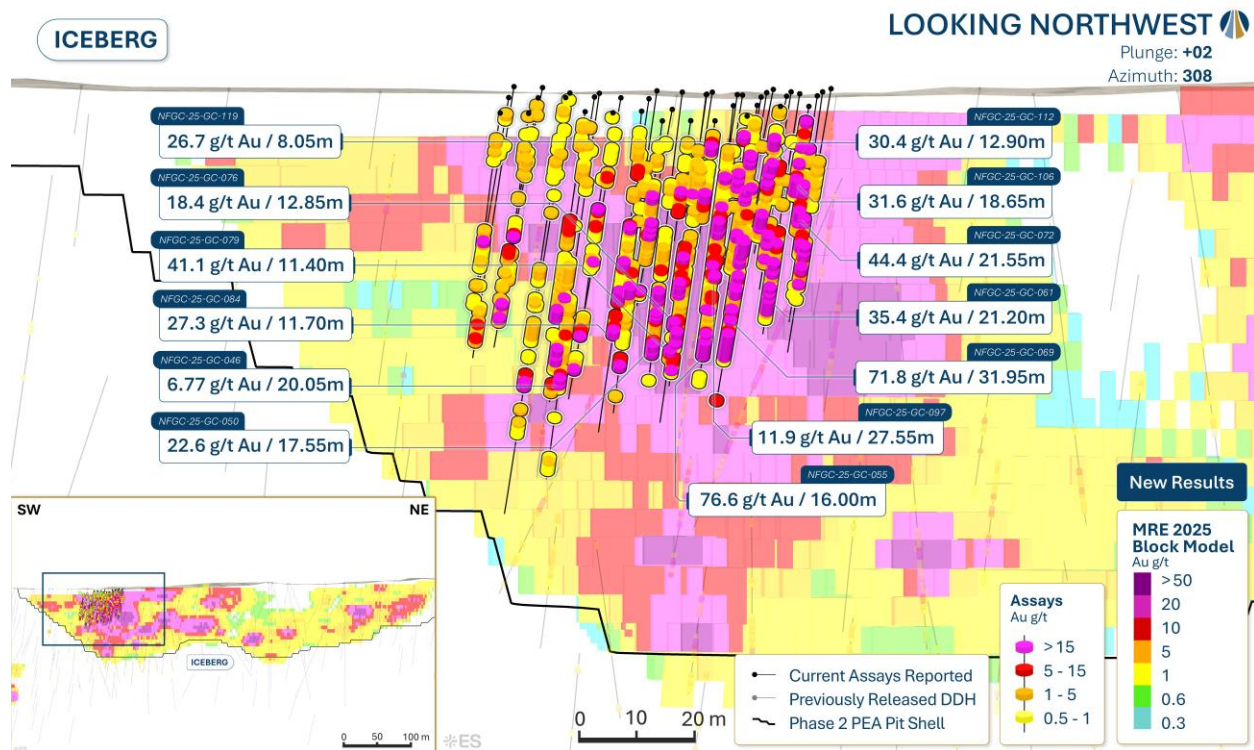 ICEBERG
LOOKING NORTHWEST
Plunge: +02
Azimuth: 308
NFGC-25-GC-119
26.7 g/t Au / 8.05m
NFGC-25-GC-076
18.4 g/t Au / 12.85m
NFGC-25-GC-079
41.1 g/t Au / 11.40m
NFGC-25-GC-084
27.3 g/t Au / 11.70m
NFGC-25-GC-046
6.77 g/t Au / 20.05m
NFGC-25-GC-050
22.6 g/t Au / 17.55m
NFGC-25-GC-112
30.4 g/t Au / 12.90m
NFGC-25-GC-106
31.6 g/t Au / 18.65m
NFGC-25-GC-072
44.4 g/t Au / 21.55m
NFGC-25-GC-061
35.4 g/t Au / 21.20m
NFGC-25-GC-069
71.8 g/t Au / 31.95m
NFGC-25-GC-097
11.9 g/t Au / 27.55m
NFGC-25-GC-055
76.6 g/t Au / 16.00m
New Results
MRE 2025
Block Model
Au g/t
>50
20
10
5
1
0.6
0.3
Assays
Au g/t
>15
5 - 15
1 - 5
0.5 - 1
Current Assays Reported
Previously Released DDH
Phase 2 PEA Pit Shell
0 10 20 m
SW NE
ICEBERG
0 50 100 m
ES